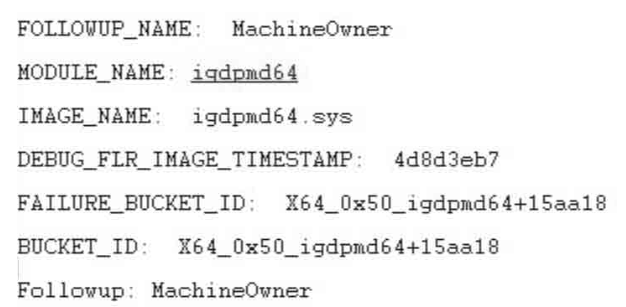 FOLLOWUP_NAME: MachineOwner
MODULE_NAME: igdpmd64
IMAGE_NAME: igdpmd64.sys
DEBUG_FLR_IMAGE_TIMESTAMP: 4d8d3eb7
FAILURE_BUCKET_ID: X64_0x50_igdpmd64+15aa18
BUCKET_ID: X64_0x50_igdpmd64+15aa18
Followup: MachineOwner